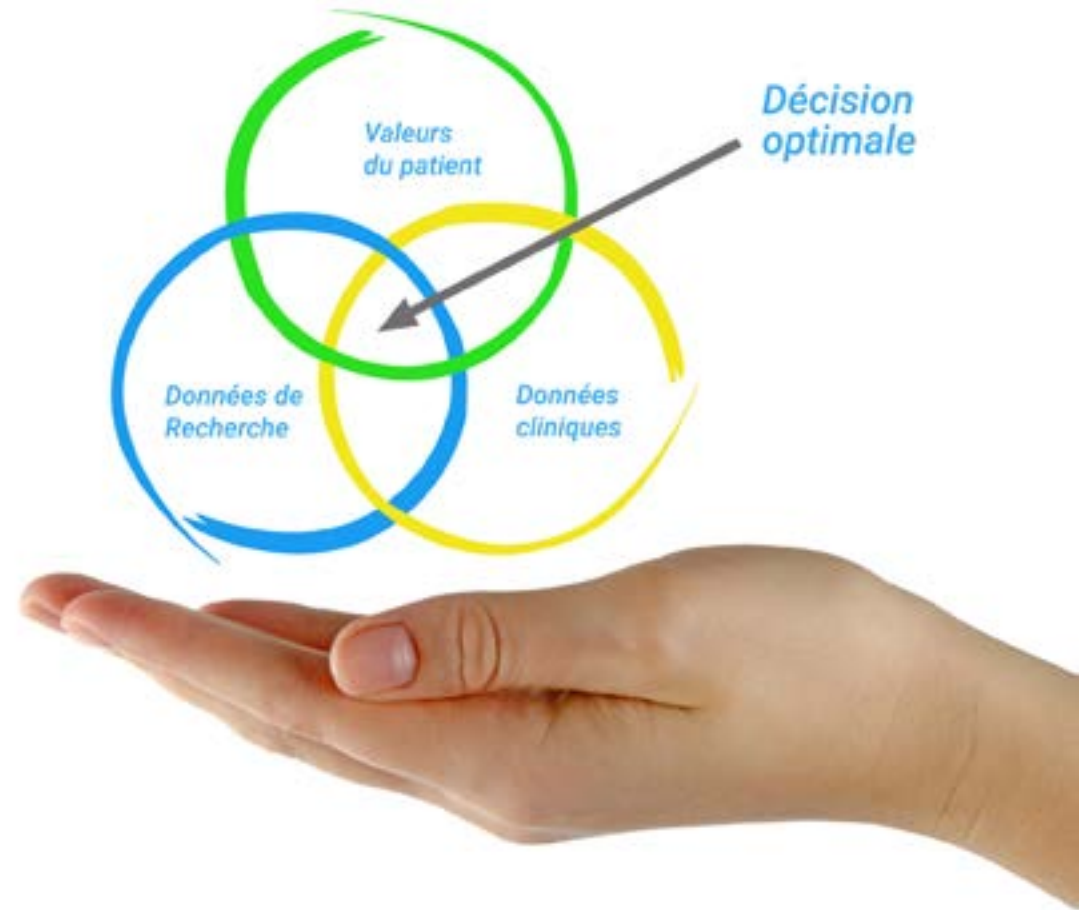 Valeurs
du patient
Décision
optimale
Données de
Recherche
Données
cliniques